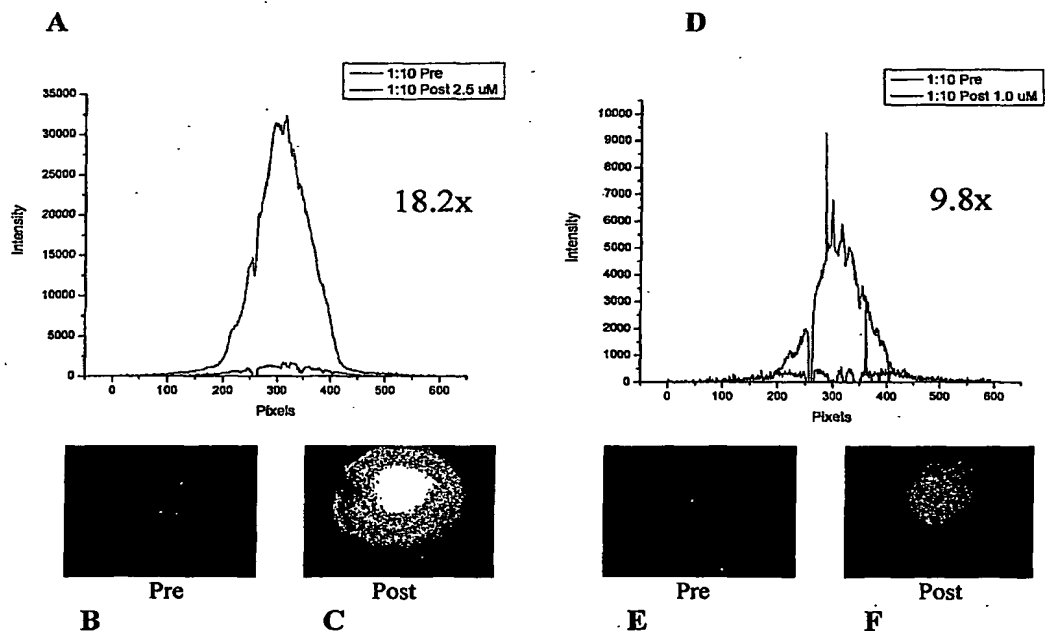 A
1:10 Pre
1:10 Post 2.5 uM
35000
30000
25000
20000
15000
10000
5000
0
Intensity
18.2x
0 100 200 300 400 500 600
Pixels
Pre
Post
B
C
D
1:10 Pre
1:10 Post 1.0 uM
10000
9000
8000
7000
6000
5000
4000
3000
2000
1000
0
Intensity
9.8x
0 100 200 300 400 500 600
Pixels
Pre
Post
E
F